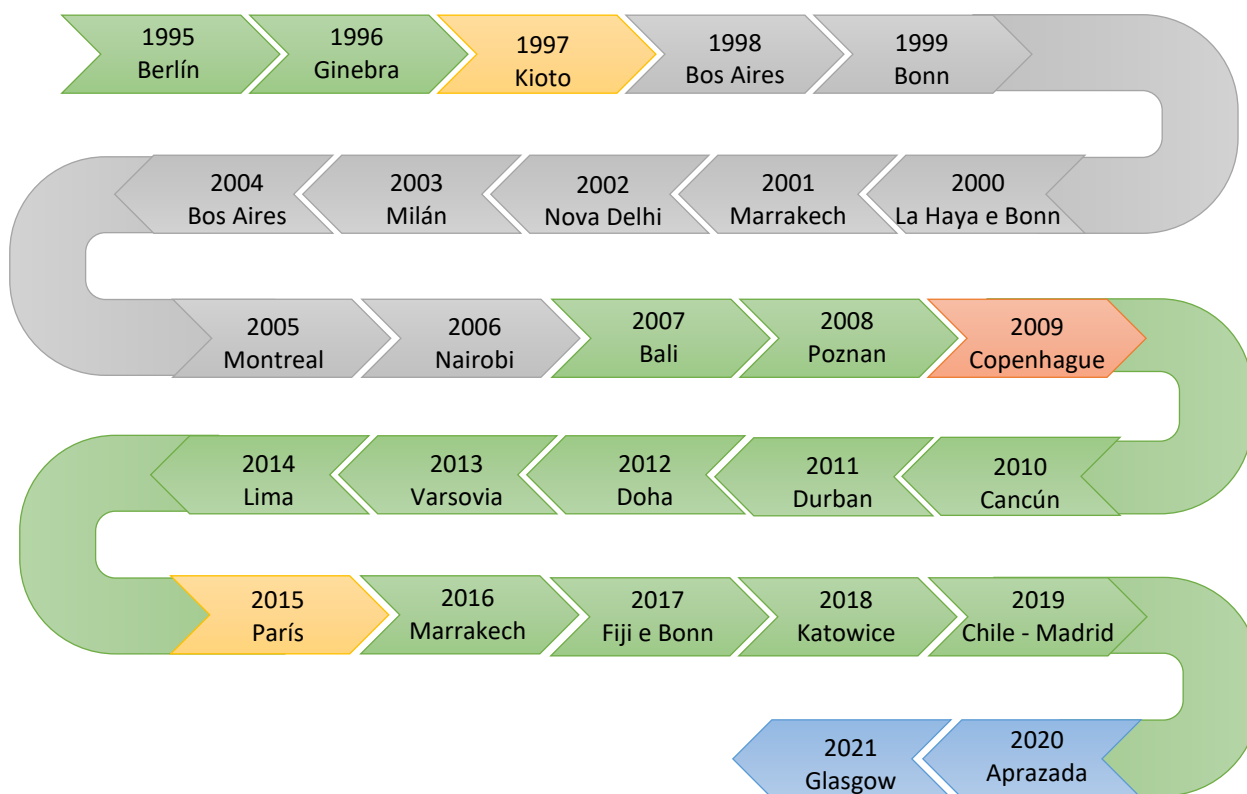 1995
Berlín
1996
Ginebra
1997
Kioto
1998
Bos Aires
1999
Bonn
2000
La Haya e Bonn
2001
Marrakech
2002
Nova Delhi
2003
Milán
2004
Bos Aires
2005
Montreal
2006
Nairobi
2007
Bali
2008
Poznan
2009
Copenhague
2010
Cancún
2011
Durban
2012
Doha
2013
Varsovia
2014
Lima
2015
París
2016
Marrakech
2017
Fiji e Bonn
2018
Katowice
2019
Chile - Madrid
2020
Aprazada
2021
Glasgow